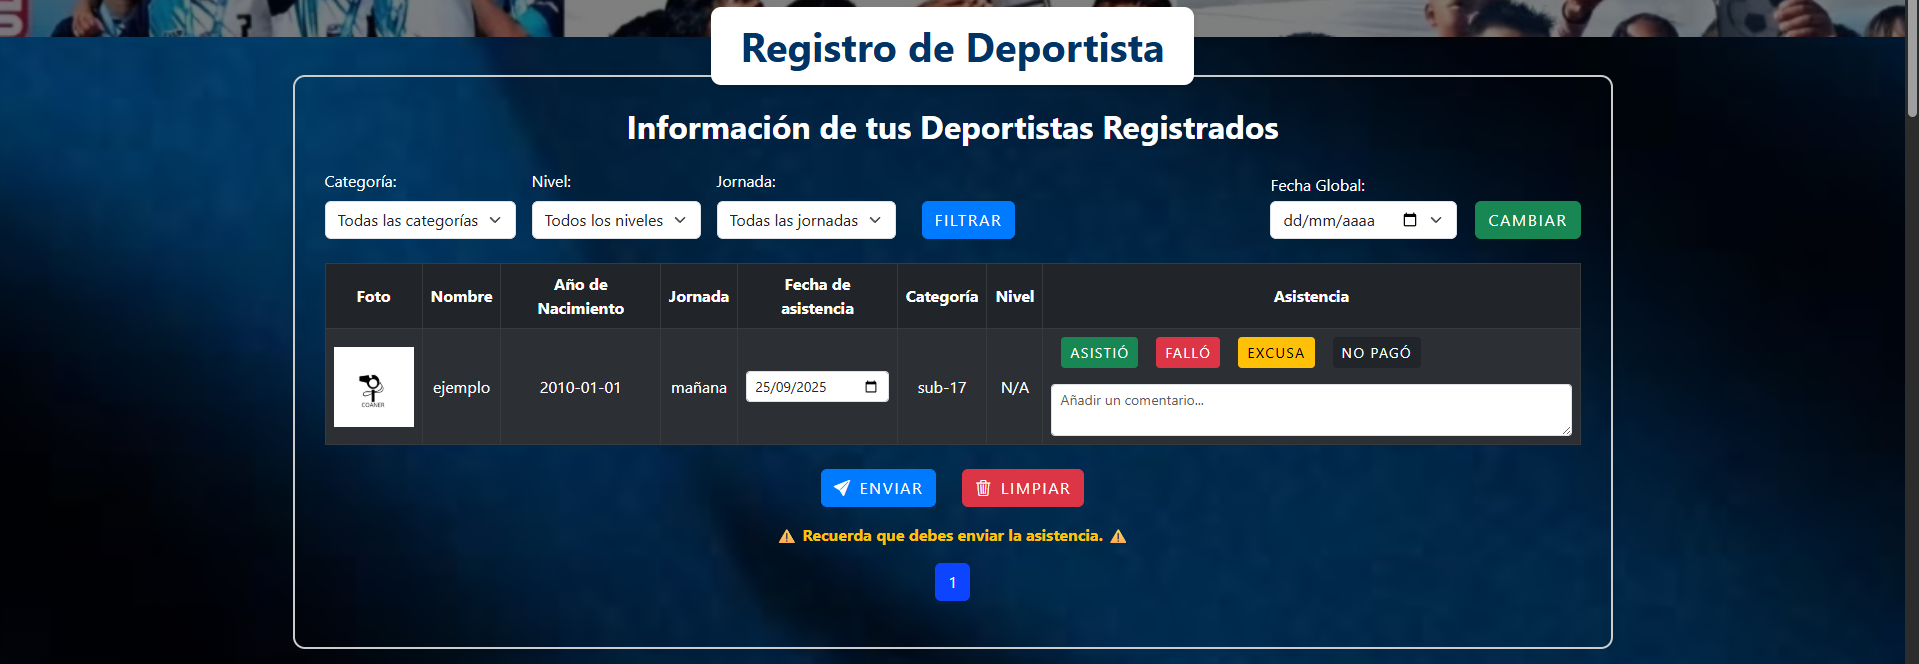 Registro de Deportista
Información de tus Deportistas Registrados
Categoría:
Nivel:
Jornada:
Fecha Global:
Todas las categorías
Todos los niveles
Todas las jornadas
FILTRAR
dd/mm/aaaa
CAMBIAR
Foto
Nombre
Año de
Nacimiento
Jornada
Fecha de
asistencia
Categoría
Nivel
Asistencia
COANER
ejemplo
2010-01-01
mañana
25/09/2025
sub-17
N/A
ASISTIÓ
FALLÓ
EXCUSA
NO PAGÓ
Añadir un comentario...
ENVIAR
LIMPIAR
⚠ Recuerda que debes enviar la asistencia. ⚠
1